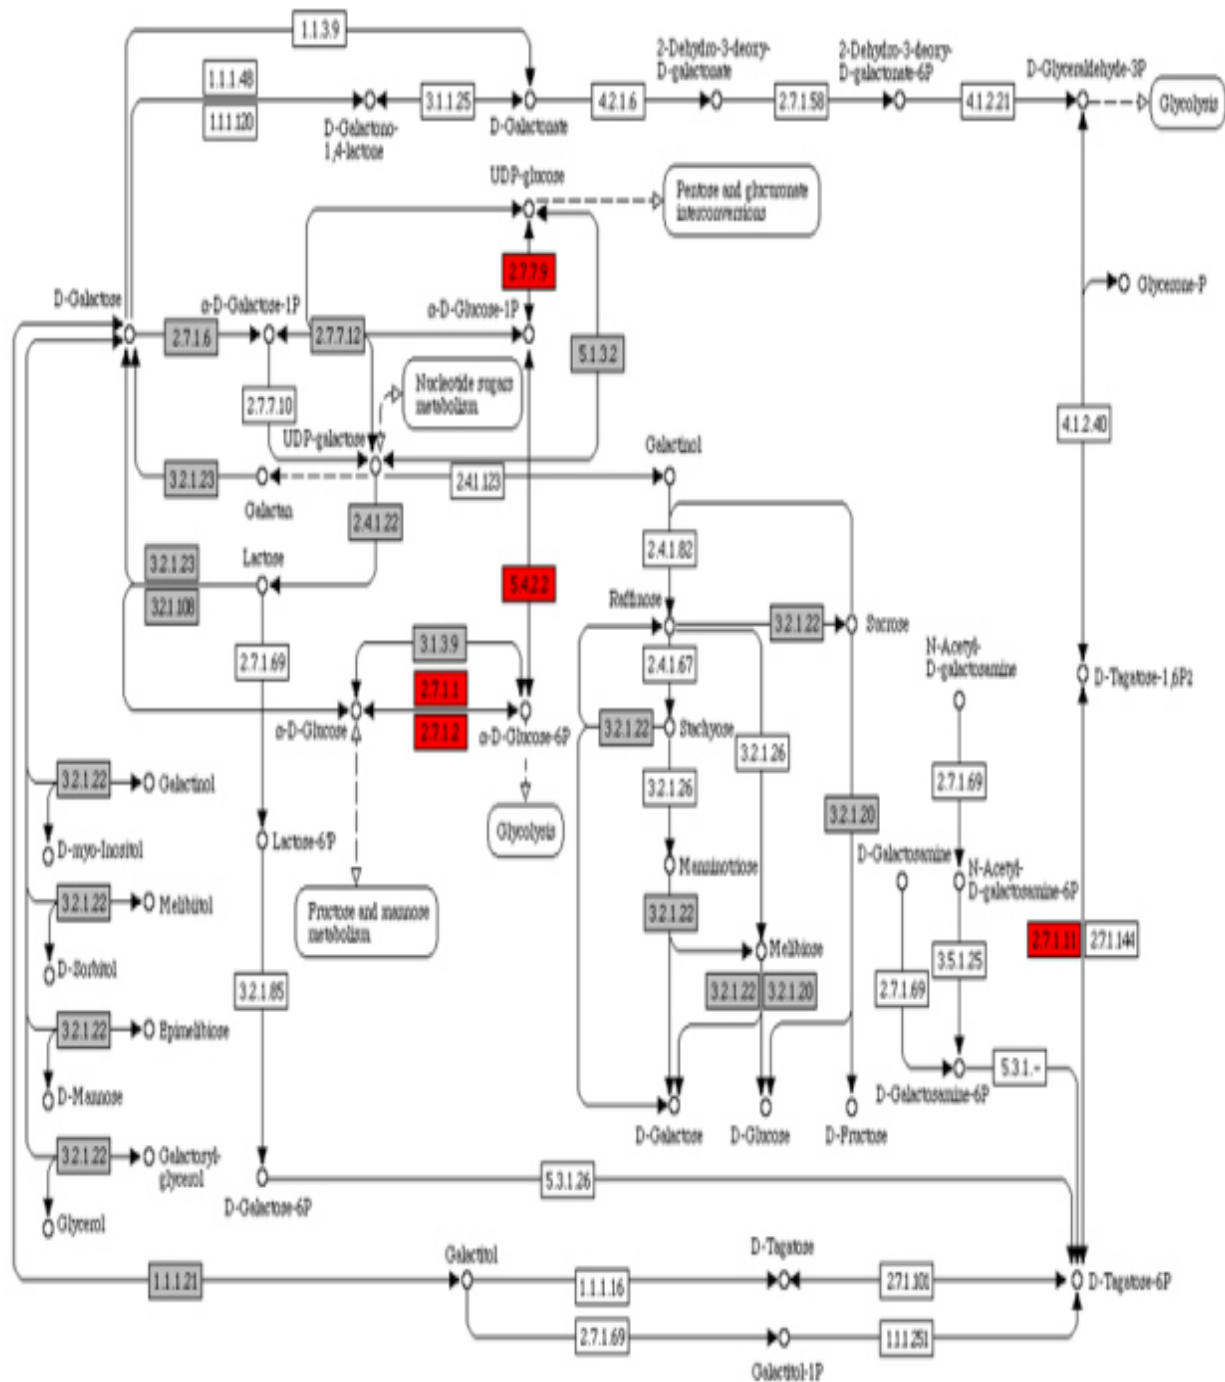 1.1.3.9
2-Dehydro-3-deoxy-
D-galactonate
2-Dehydro-3-deoxy-
D-galactonate-6P
D-Glyceraldehyde-3P
1.1.1.48
1.1.1.120
3.1.1.25
4.2.1.6
2.7.1.58
4.1.2.21
Glycolysis
D-Galactono-
1,4-lactone
D-Galactonate
UDP-glucose
Pentose and glucuronate
interconversions
2.7.7.9
Glycerone-P
D-Galactose
α-D-Galactose-1P
α-D-Glucose-1P
2.7.1.6
2.7.7.12
5.1.3.2
Nucleotide sugars
metabolism
2.7.7.10
4.1.2.40
UDP-galactose
Galactinol
3.2.1.23
2.4.1.123
Galactan
2.4.1.22
2.4.1.82
Lactose
3.2.1.23
3.2.1.108
5.4.2.2
Raffinose
3.2.1.22
Sucrose
3.1.3.9
2.7.1.69
2.4.1.67
N-Acetyl-
D-galactosamine
D-Tagatose-1,6P2
2.7.1.1
2.7.1.2
α-D-Glucose
α-D-Glucose-6P
3.2.1.22
Stachyose
3.2.1.26
3.2.1.22
Galactinol
3.2.1.26
2.7.1.69
3.2.1.20
Glycolysis
D-myo-Inositol
Lactose-6'P
D-Galactosamine
Manninotriose
N-Acetyl-
D-galactosamine-6P
3.2.1.22
Melibiitol
Fructose and mannose
metabolism
3.2.1.22
2.7.1.11
2.7.1.144
Melibiose
3.5.1.25
D-Sorbitol
3.2.1.85
3.2.1.22
3.2.1.20
2.7.1.69
3.2.1.22
Epimelibiose
5.3.1.-
D-Mannose
D-Galactosamine-6P
D-Galactose
D-Glucose
D-Fructose
3.2.1.22
Galactosyl-
glycerol
5.3.1.26
Glycerol
D-Galactose-6P
Galactitol
D-Tagatose
1.1.1.21
1.1.1.16
2.7.1.101
D-Tagatose-6P
2.7.1.69
1.1.1.251
Galactitol-1P